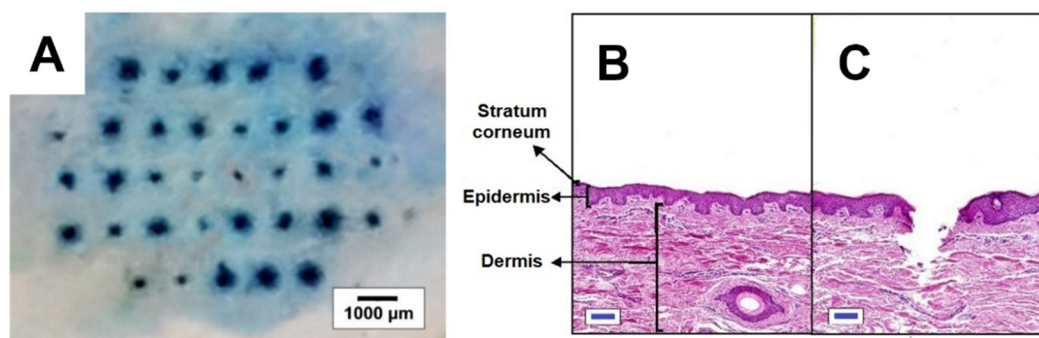 A
1000 µm
B
C
Stratum
corneum
Epidermis
Dermis